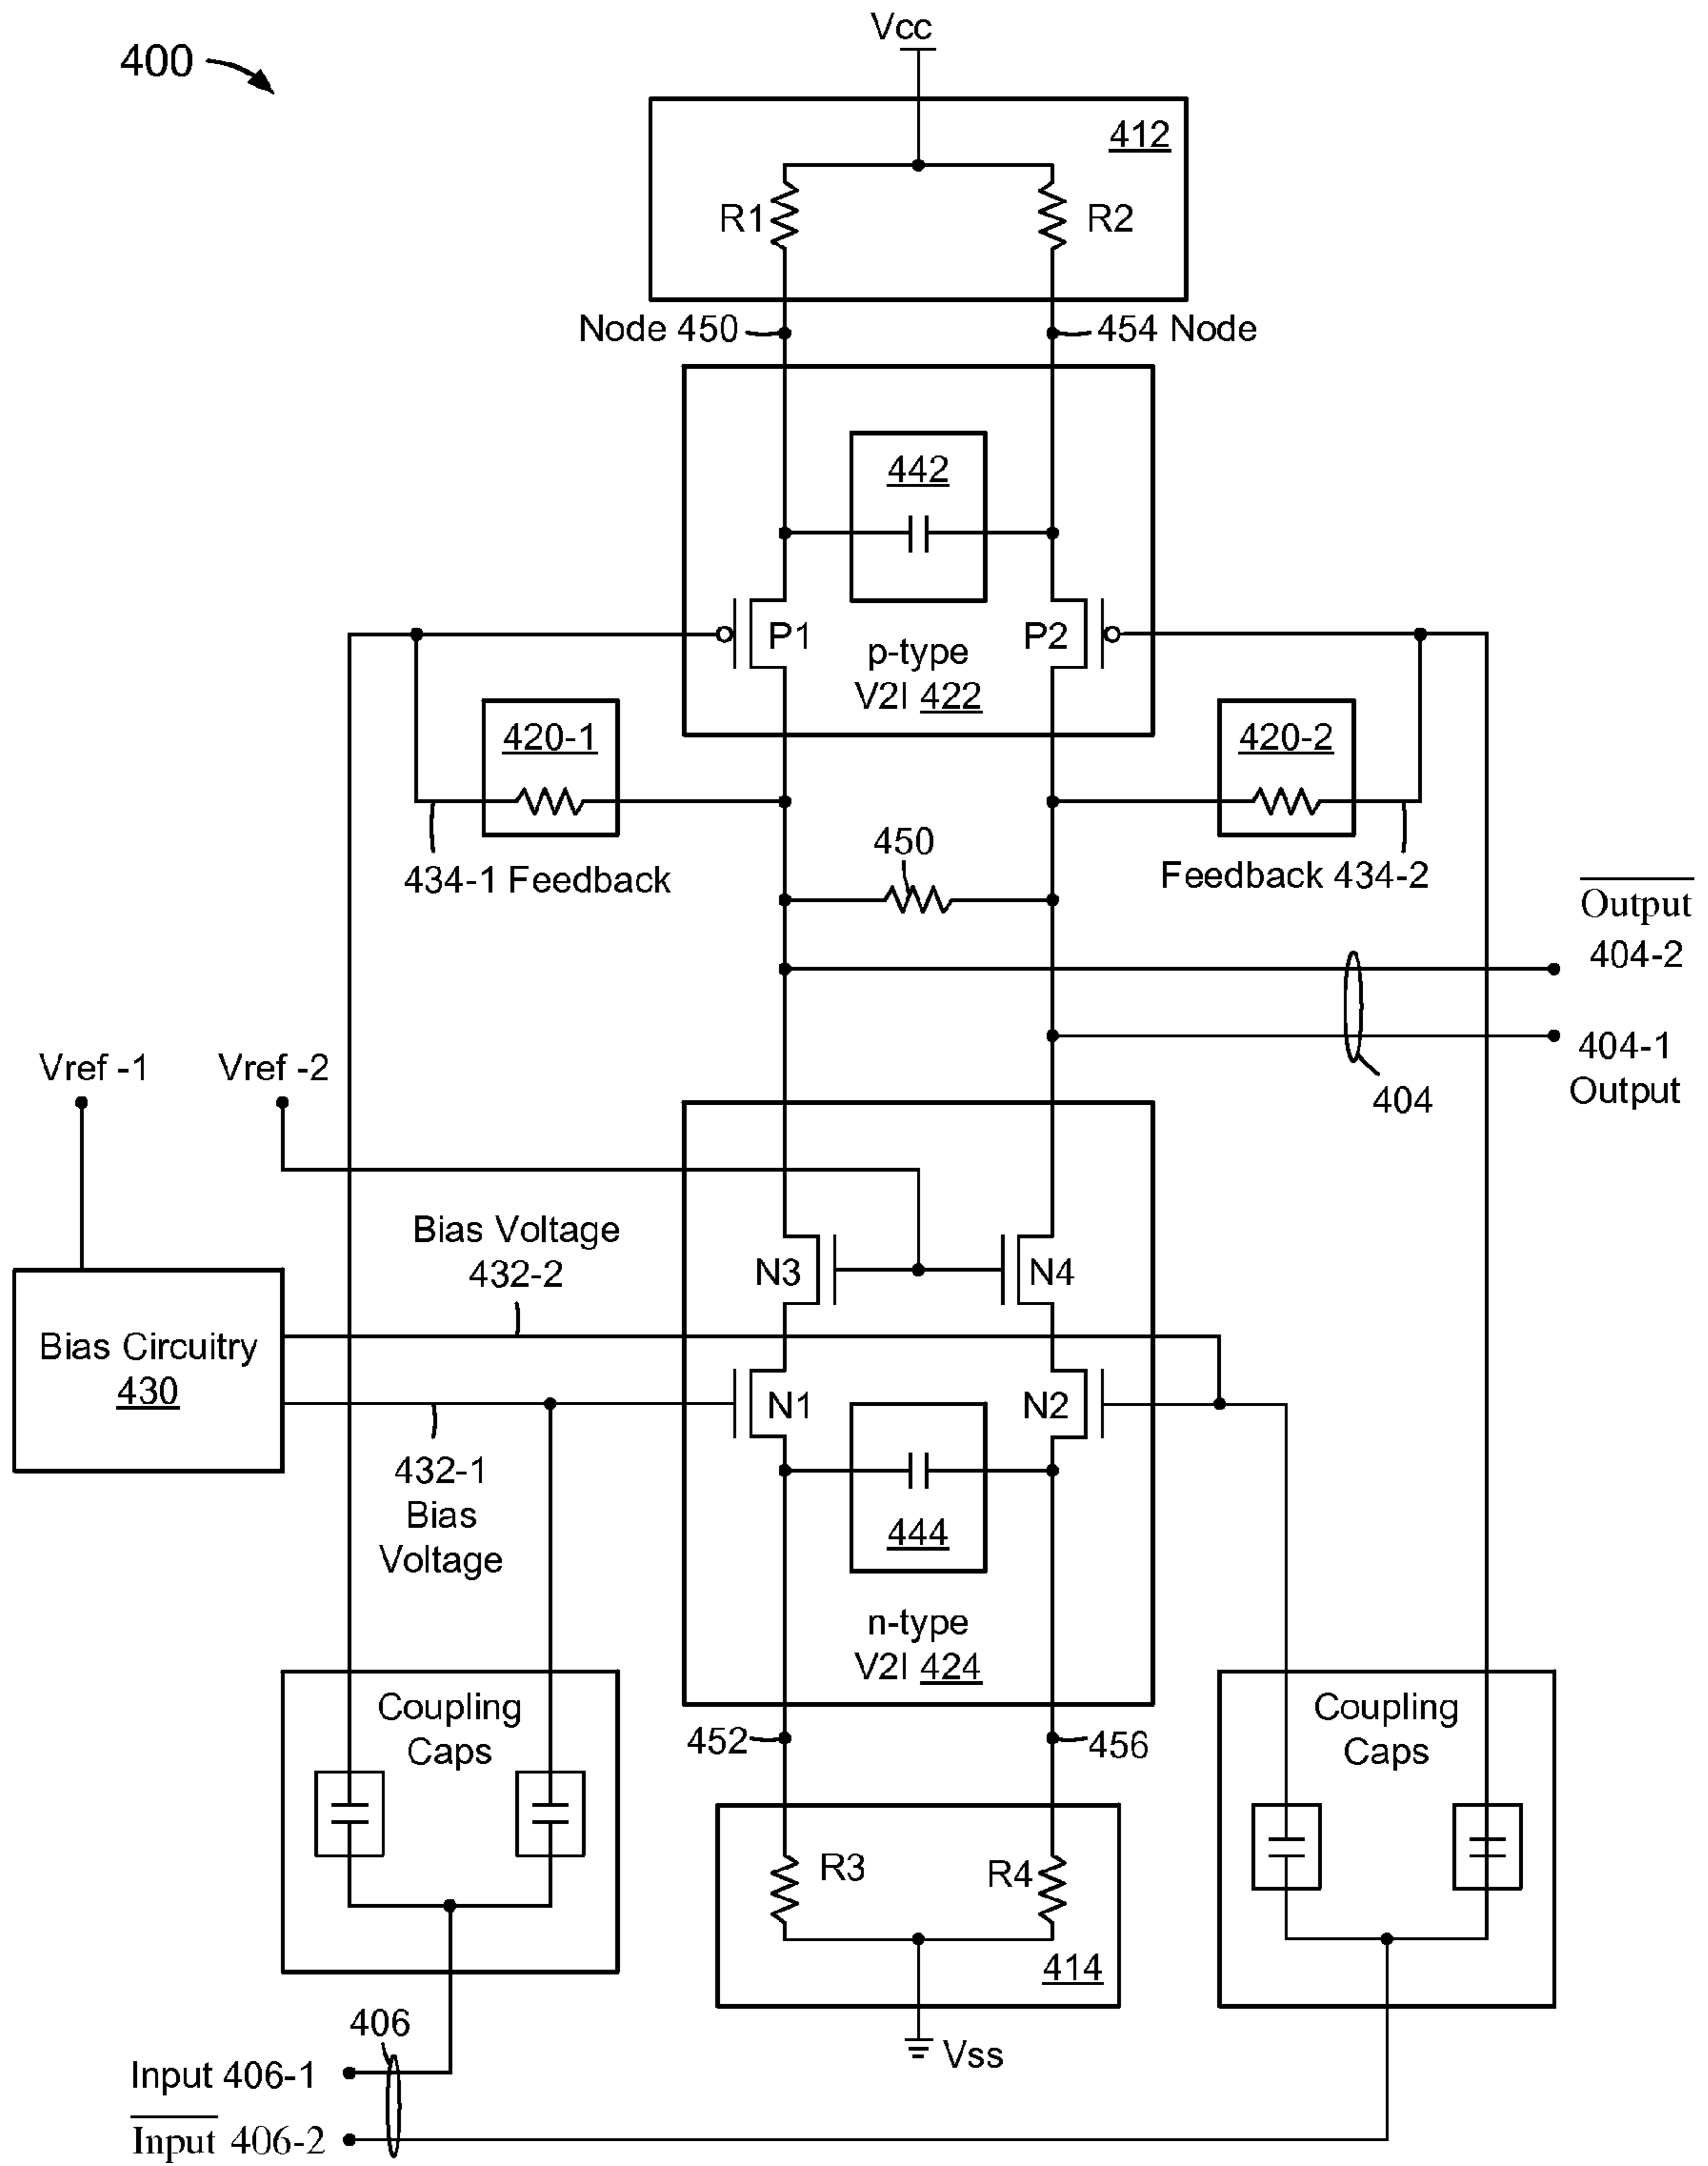 Vcc
400
412
R1
R2
Node 450
454 Node
442
P1
P2
p-type
V2I 422
420-1
420-2
450
434-1 Feedback
Feedback 434-2
Output
404-2
Vref -1
Vref -2
404-1
Output
404
Bias Voltage
432-2
N3
N4
Bias Circuitry
430
N1
N2
432-1
Bias
Voltage
444
n-type
V2I 424
Coupling
Caps
Coupling
Caps
452
456
R3
R4
414
406
Vss
Input 406-1
Input 406-2